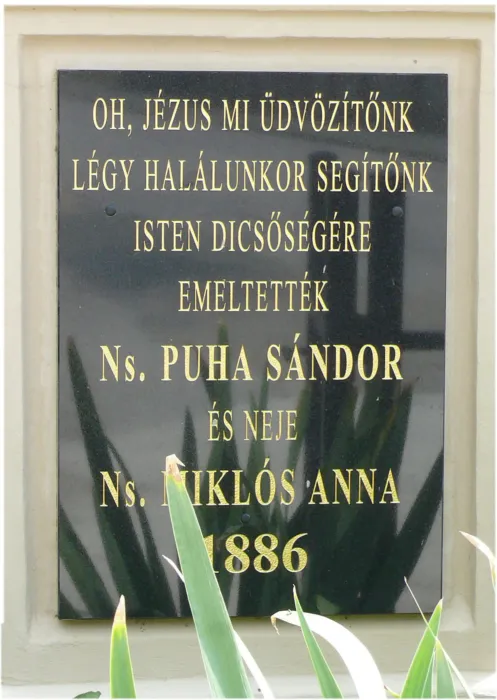 OH, JÉZUS MI ÜDVÖZÍTŐNK
LÉGY HALÁLUNKOR SEGÍTŐNK
ISTEN DICSŐSÉGÉRE
EMELTETTÉK
Ns. PUHA SÁNDOR
ÉS NEJE
Ns. MIKLÓS ANNA
1886